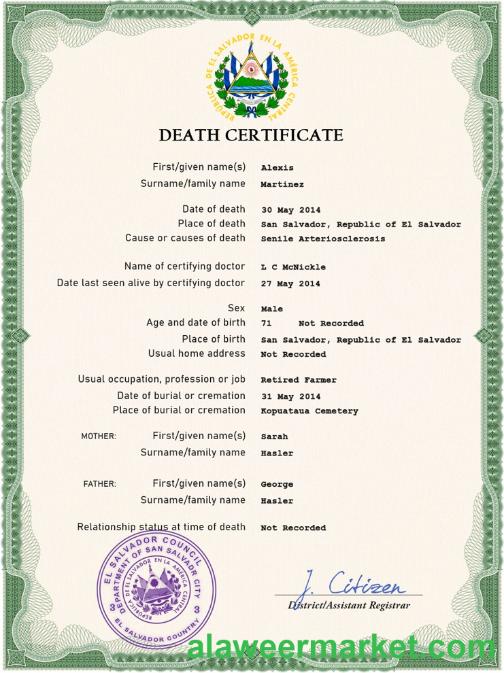 REPÚBLICA DE EL SALVADOR EN LA AMÉRICA CENTRAL
DEATH CERTIFICATE
First/given name(s) Alexis
Surname/family name Martinez
Date of death 30 May 2014
Place of death San Salvador, Republic of El Salvador
Cause or causes of death Senile Arteriosclerosis
Name of certifying doctor L C McNickle
Date last seen alive by certifying doctor 27 May 2014
Sex Male
Age and date of birth 71 Not Recorded
Place of birth San Salvador, Republic of El Salvador
Usual home address Not Recorded
Usual occupation, profession or job Retired Farmer
Date of burial or cremation 31 May 2014
Place of burial or cremation Kopuataua Cemetery
MOTHER: First/given name(s) Sarah
Surname/family name Hasler
FATHER: First/given name(s) George
Surname/family name Hasler
Relationship status at time of death Not Recorded
EL SALVADOR COUNCIL
DEPARTMENT OF SAN SALVADOR CITY
3 3
EL SALVADOR COUNTRY
J. Citizen
District/Assistant Registrar
alaweermarket.com